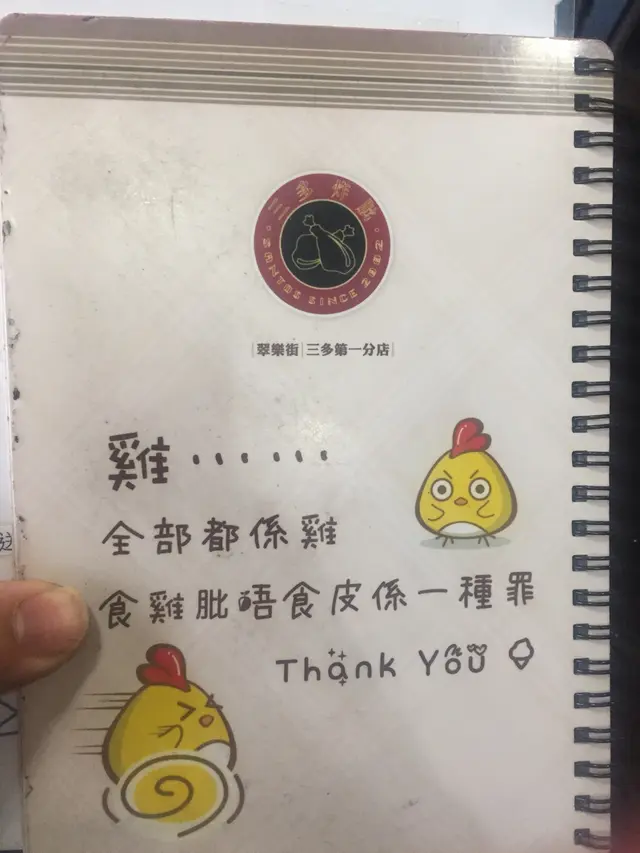 三多炸雞
SANTOS SINCE 2002
翠樂街 | 三多第一分店
雞······
全部都係雞
食雞肶唔食皮係一種罪
Thank You